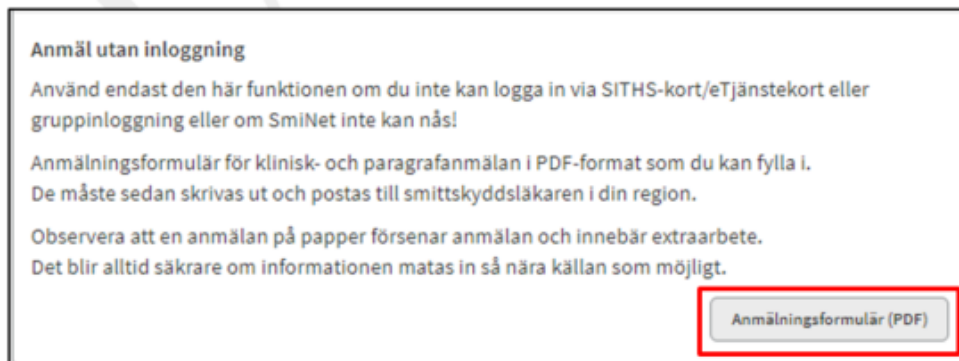 Anmäl utan inloggning
Använd endast den här funktionen om du inte kan logga in via SITHS-kort/eTjänstekort eller
gruppinloggning eller om SmiNet inte kan nås!
Anmälningsformulär för klinisk- och paragrafanmälan i PDF-format som du kan fylla i.
De måste sedan skrivas ut och postas till smittskyddsläkaren i din region.
Observera att en anmälan på papper försenar anmälan och innebär extraarbete.
Det blir alltid säkrare om informationen matas in så nära källan som möjligt.
Anmälningsformulär (PDF)